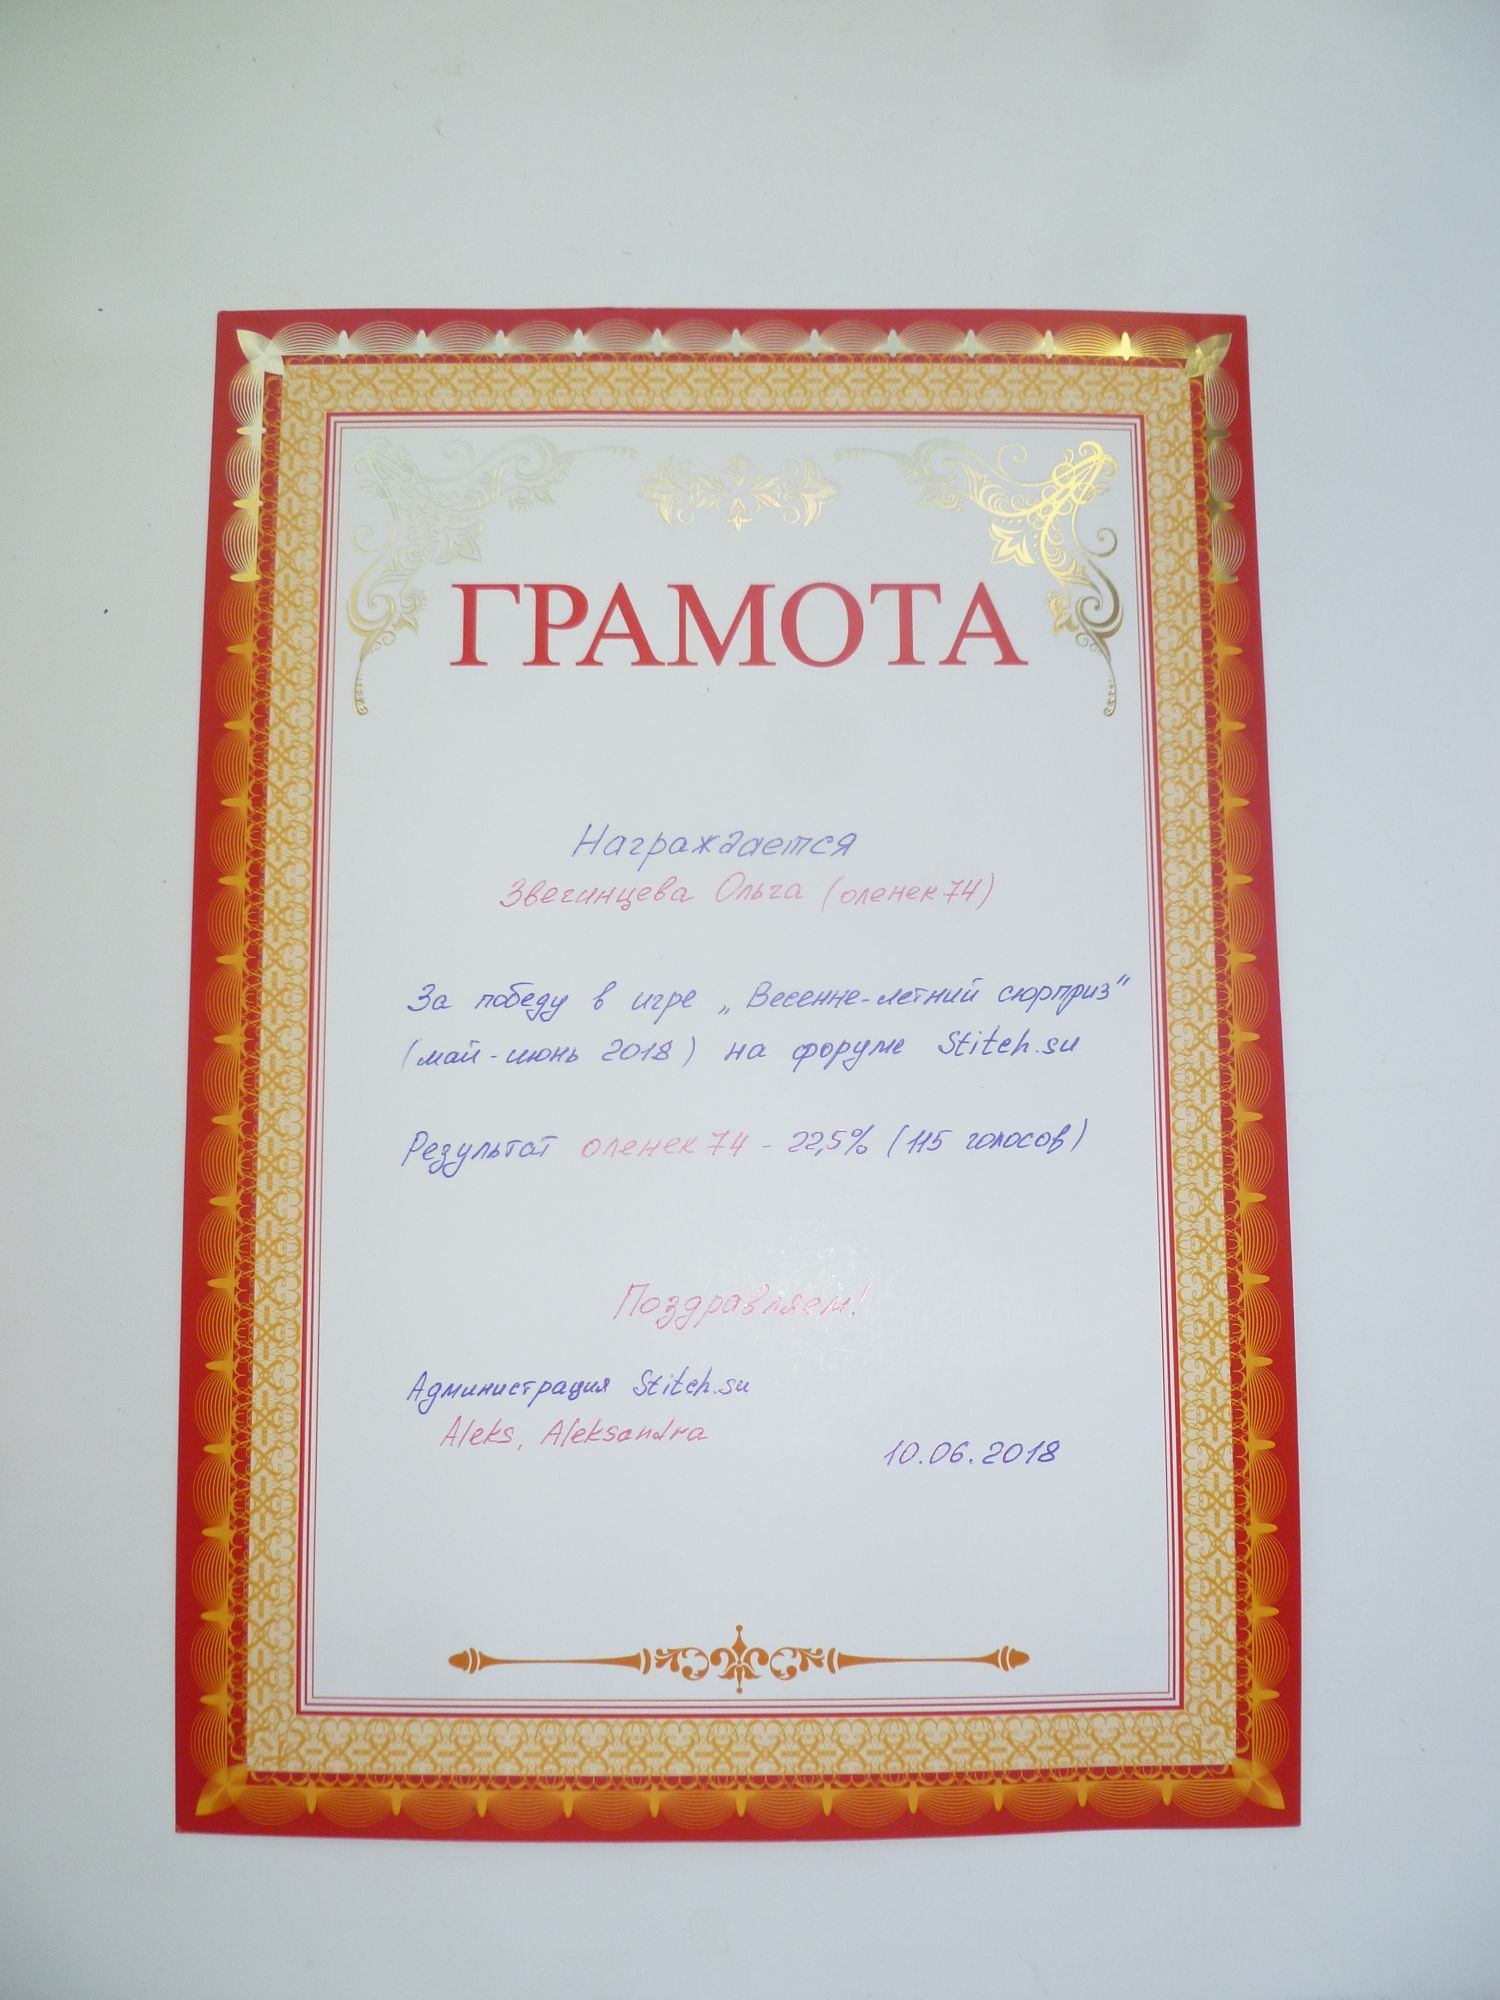 ГРАМОТА
Награждается
Звегинцева Ольга (оленек74)
За победу в игре „Весенне-летний сюрприз"
(май-июнь 2018) на форуме Stitch.su
Результат оленек74 - 22,5% (115 голосов)
Поздравляем!
Администрация Stitch.su
Aleks, Aleksandra
10.06.2018